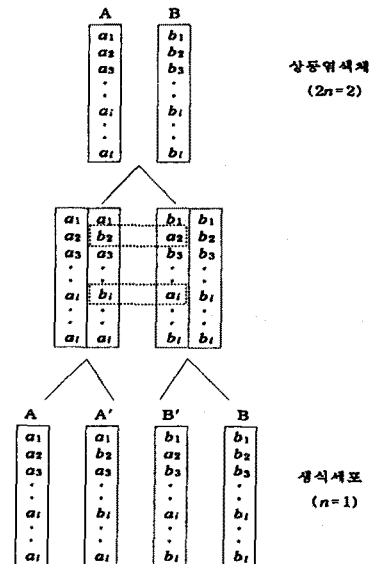 A B
a1 b1
a2 b2
a3 b3
ai bi
al bl
상동염색체
(2n=2)
a1 a1 b1 b1
a2 b2 a2 b2
a3 a3 b3 b3
ai bi ai bi
al al bl bl
A A′ B′ B
a1 a1 b1 b1
a2 b2 a2 b2
a3 a3 b3 b3
ai bi ai bi
al al bl bl
생식세포
(n=1)